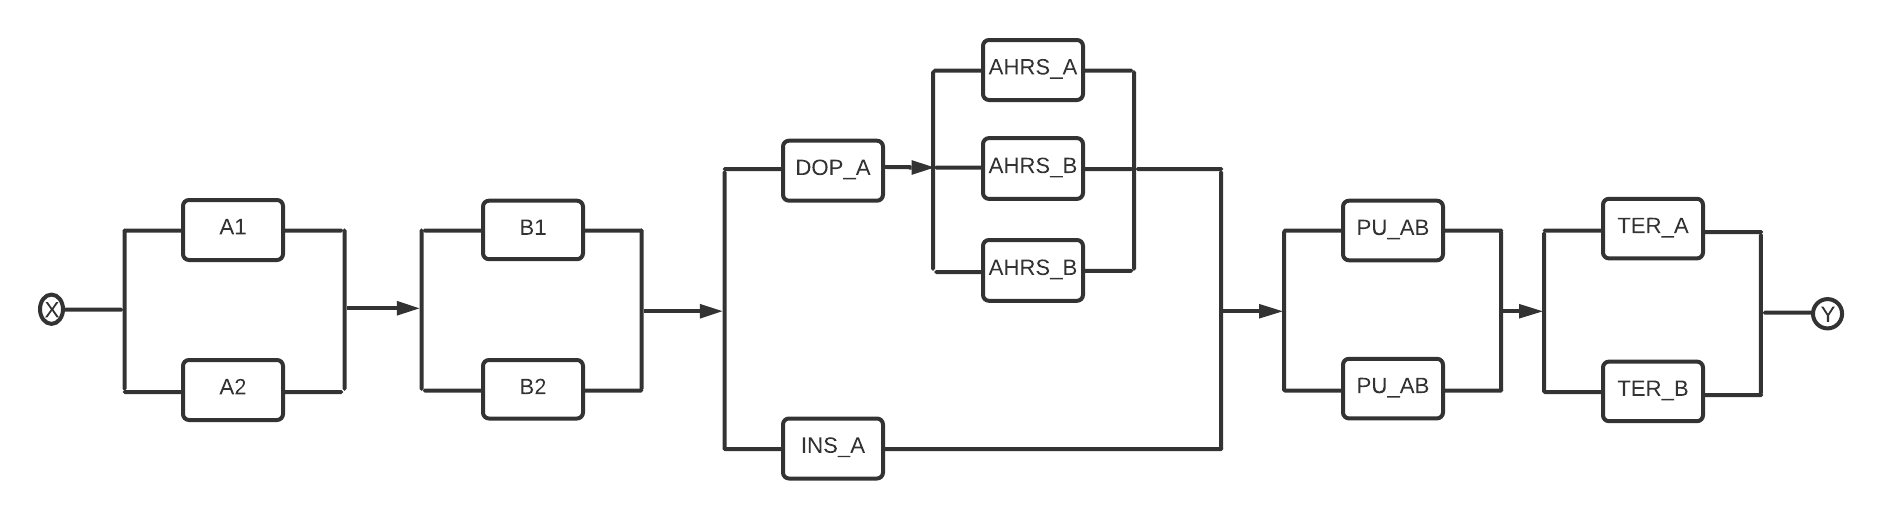 X
A1
A2
B1
B2
DOP_A
AHRS_A
AHRS_B
AHRS_B
INS_A
PU_AB
PU_AB
TER_A
TER_B
Y